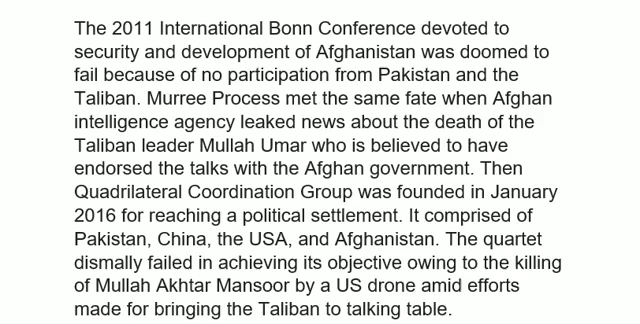 The 2011 International Bonn Conference devoted to
security and development of Afghanistan was doomed to
fail because of no participation from Pakistan and the
Taliban. Murree Process met the same fate when Afghan
intelligence agency leaked news about the death of the
Taliban leader Mullah Umar who is believed to have
endorsed the talks with the Afghan government. Then
Quadrilateral Coordination Group was founded in January
2016 for reaching a political settlement. It comprised of
Pakistan, China, the USA, and Afghanistan. The quartet
dismally failed in achieving its objective owing to the killing
of Mullah Akhtar Mansoor by a US drone amid efforts
made for bringing the Taliban to talking table.